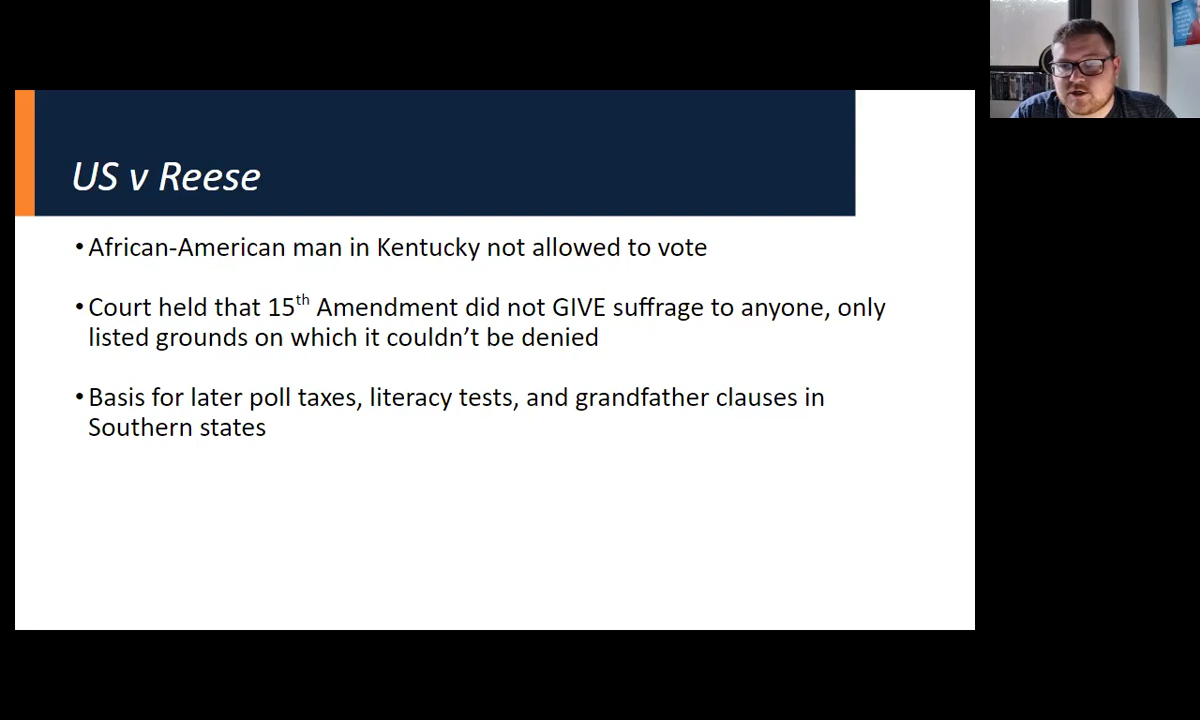 US v Reese
• African-American man in Kentucky not allowed to vote
• Court held that 15th Amendment did not GIVE suffrage to anyone, only
listed grounds on which it couldn’t be denied
• Basis for later poll taxes, literacy tests, and grandfather clauses in
Southern states